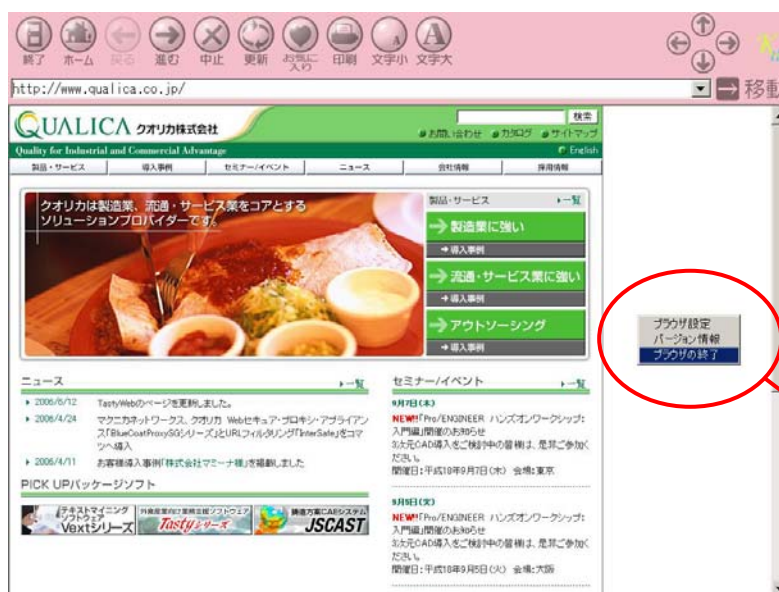 終了 ホーム 戻る 進む 中止 更新 お気に入り 印刷 文字小 文字大
http://www.qualica.co.jp/
移動
QUALICA クオリカ株式会社
検索
お問い合わせ カタログ サイトマップ
Quality for Industrial and Commercial Advantage
English
製品・サービス 導入事例 セミナー/イベント ニュース 会社情報 採用情報
クオリカは製造業、流通・サービス業をコアとする
ソリューションプロバイダーです。
製品・サービス 一覧
製造業に強い
導入事例
流通・サービス業に強い
導入事例
アウトソーシング
導入事例
ブラウザ設定
バージョン情報
ブラウザの終了
ニュース 一覧
2006/6/12 TastyWebのページを更新しました。
2006/4/24 マクニカネットワークス、クオリカ Webセキュア・プロキシ・アプライアン
ス「BlueCoatProxySGシリーズ」とURLフィルタリング「InterSafe」をコマ
ツへ導入
2006/4/11 お客様導入事例「株式会社マミーナ様」を掲載しました
PICK UPパッケージソフト
テキストマイニング
ソフトウェア
Vextシリーズ
外食産業向け業務支援ソフトウェア
Tastyシリーズ
鋳造方案CAEシステム
JSCAST
セミナー/イベント 一覧
9月7日(木)
NEW!!「Pro/ENGINEER ハンズオンワークショップ:
入門編」開催のお知らせ
3次元CAD導入をご検討中の皆様は、是非ご参加く
ださい。
開催日:平成18年9月7日(木) 会場:東京
9月5日(火)
NEW!!「Pro/ENGINEER ハンズオンワークショップ:
入門編」開催のお知らせ
3次元CAD導入をご検討中の皆様は、是非ご参加く
ださい。
開催日:平成18年9月5日(火) 会場:大阪